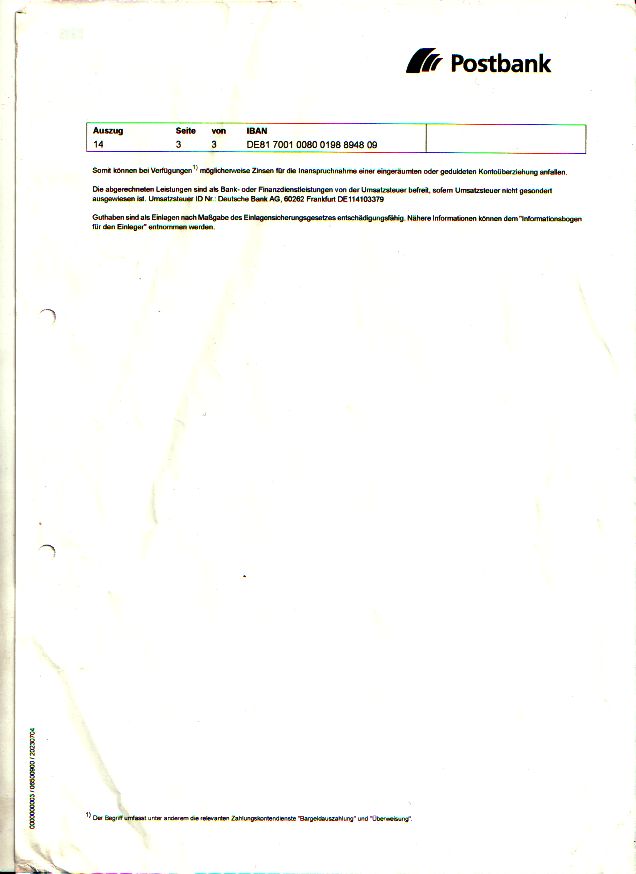 Postbank
Auszug Seite von IBAN
14 3 3 DE81 7001 0080 0198 8948 09
Somit können bei Verfügungen 1) möglicherweise Zinsen für die Inanspruchnahme einer eingeräumten oder geduldeten Kontoüberziehung anfallen.
Die abgerechneten Leistungen sind als Bank- oder Finanzdienstleistungen von der Umsatzsteuer befreit, sofern Umsatzsteuer nicht gesondert
ausgewiesen ist. Umsatzsteuer ID Nr.: Deutsche Bank AG, 60262 Frankfurt DE114103379
Guthaben sind als Einlagen nach Maßgabe des Einlagensicherungsgesetzes entschädigungsfähig. Nähere Informationen können dem "Informationsbogen
für den Einleger" entnommen werden.
0000000003 / 06500900 / 20230704
1) Der Begriff umfasst unter anderem die relevanten Zahlungskontendienste "Bargeldauszahlung" und "Überweisung".